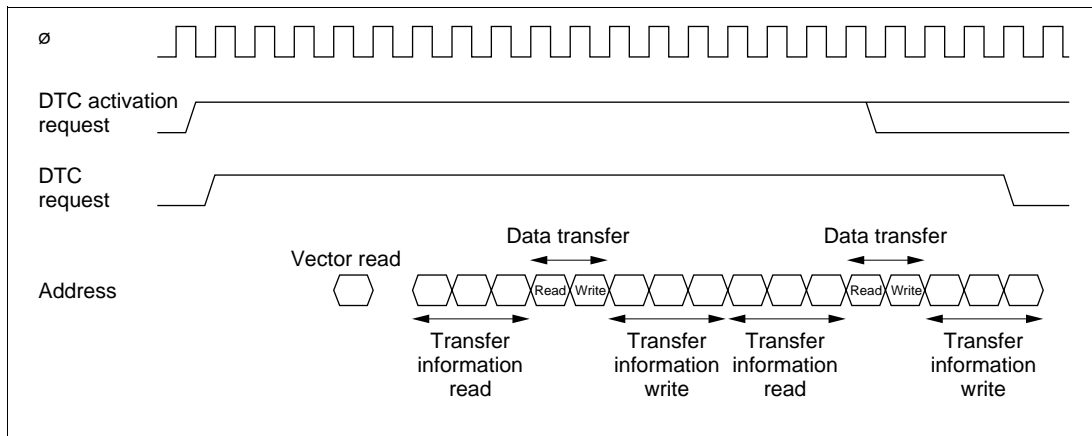 ø
DTC activation
request
DTC
request
Data transfer
Data transfer
Vector read
Address
Read
Write
Read
Write
Transfer
information
read
Transfer
information
write
Transfer
information
read
Transfer
information
write